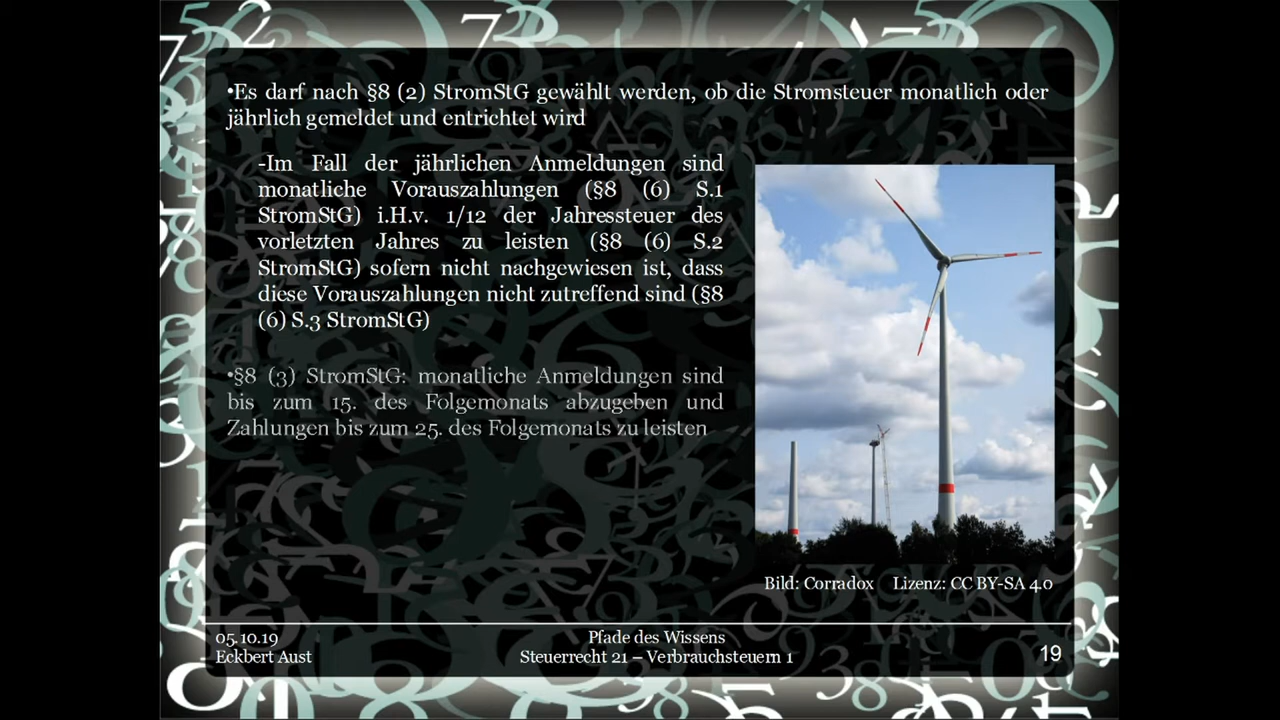 •Es darf nach §8 (2) StromStG gewählt werden, ob die Stromsteuer monatlich oder
jährlich gemeldet und entrichtet wird
-Im Fall der jährlichen Anmeldungen sind
monatliche Vorauszahlungen (§8 (6) S.1
StromStG) i.H.v. 1/12 der Jahressteuer des
vorletzten Jahres zu leisten (§8 (6) S.2
StromStG) sofern nicht nachgewiesen ist, dass
diese Vorauszahlungen nicht zutreffend sind (§8
(6) S.3 StromStG)
•§8 (3) StromStG: monatliche Anmeldungen sind
bis zum 15. des Folgemonats abzugeben und
Zahlungen bis zum 25. des Folgemonats zu leisten
Bild: Corradox Lizenz: CC BY-SA 4.0
05.10.19
Eckbert Aust
Pfade des Wissens
Steuerrecht 21 – Verbrauchsteuern 1
19